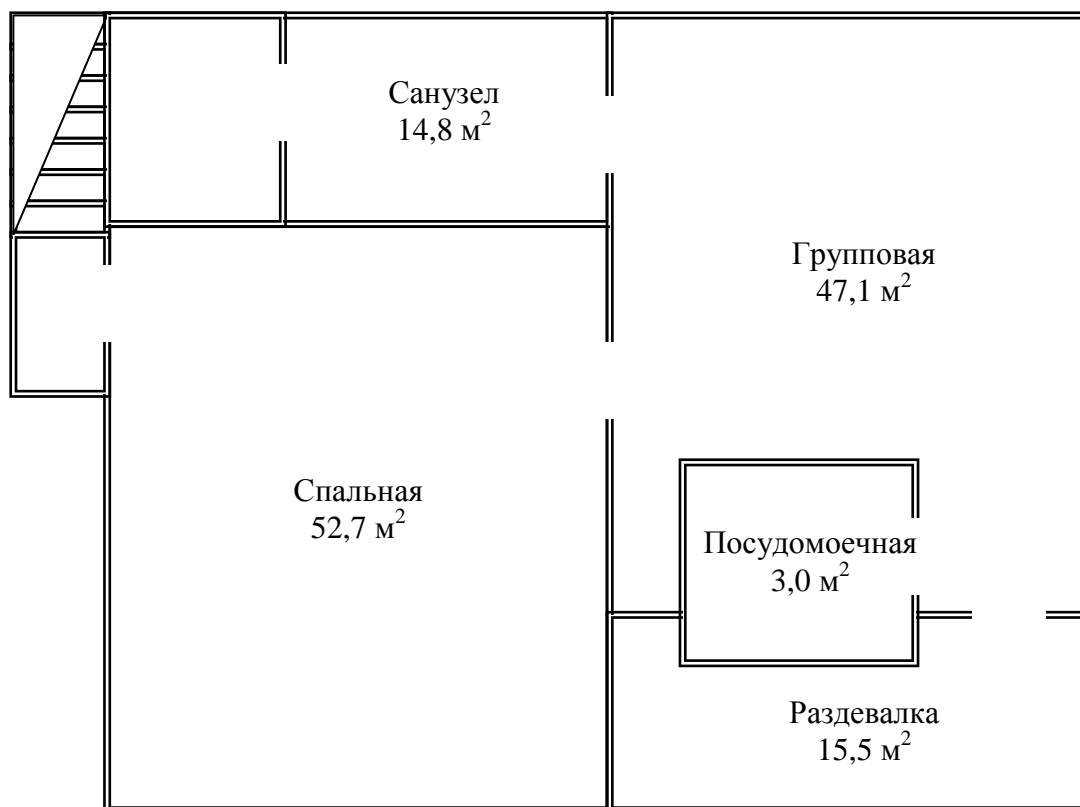 Санузел
14,8 м²
Групповая
47,1 м²
Спальная
52,7 м²
Посудомоечная
3,0 м²
Раздевалка
15,5 м²